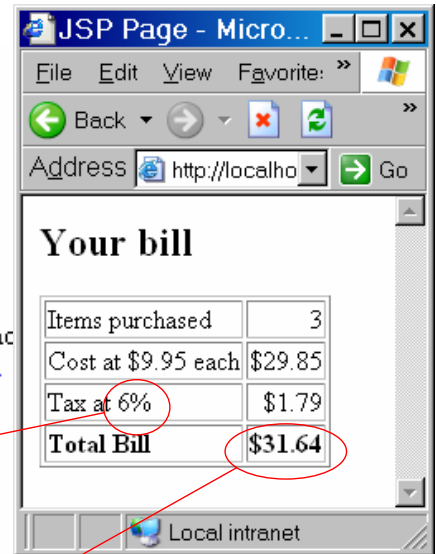 JSP Page - Micro...
File Edit View Favorite: »
Back »
Address http://localho Go
Your bill
Items purchased 3
Cost at $9.95 each $29.85
Tax at 6% $1.79
Total Bill $31.64
Local intranet